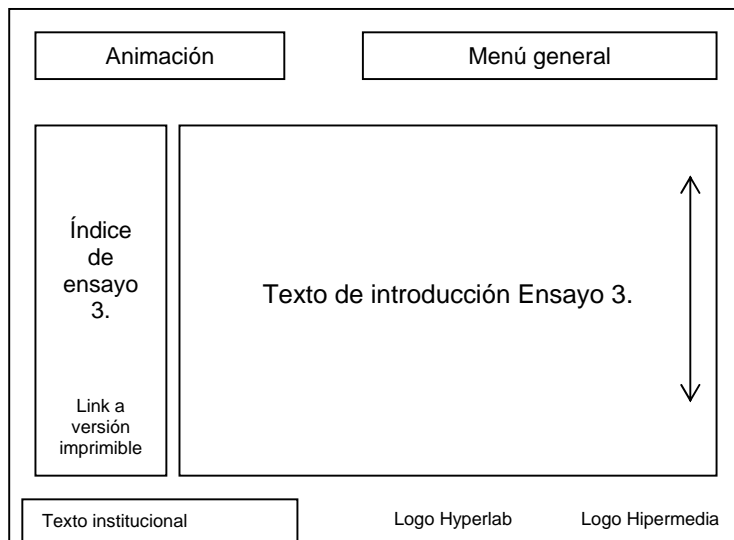 Animación
Menú general
Índice
de
ensayo
3.
Link a
versión
imprimible
Texto de introducción Ensayo 3.
Texto institucional
Logo Hyperlab
Logo Hipermedia